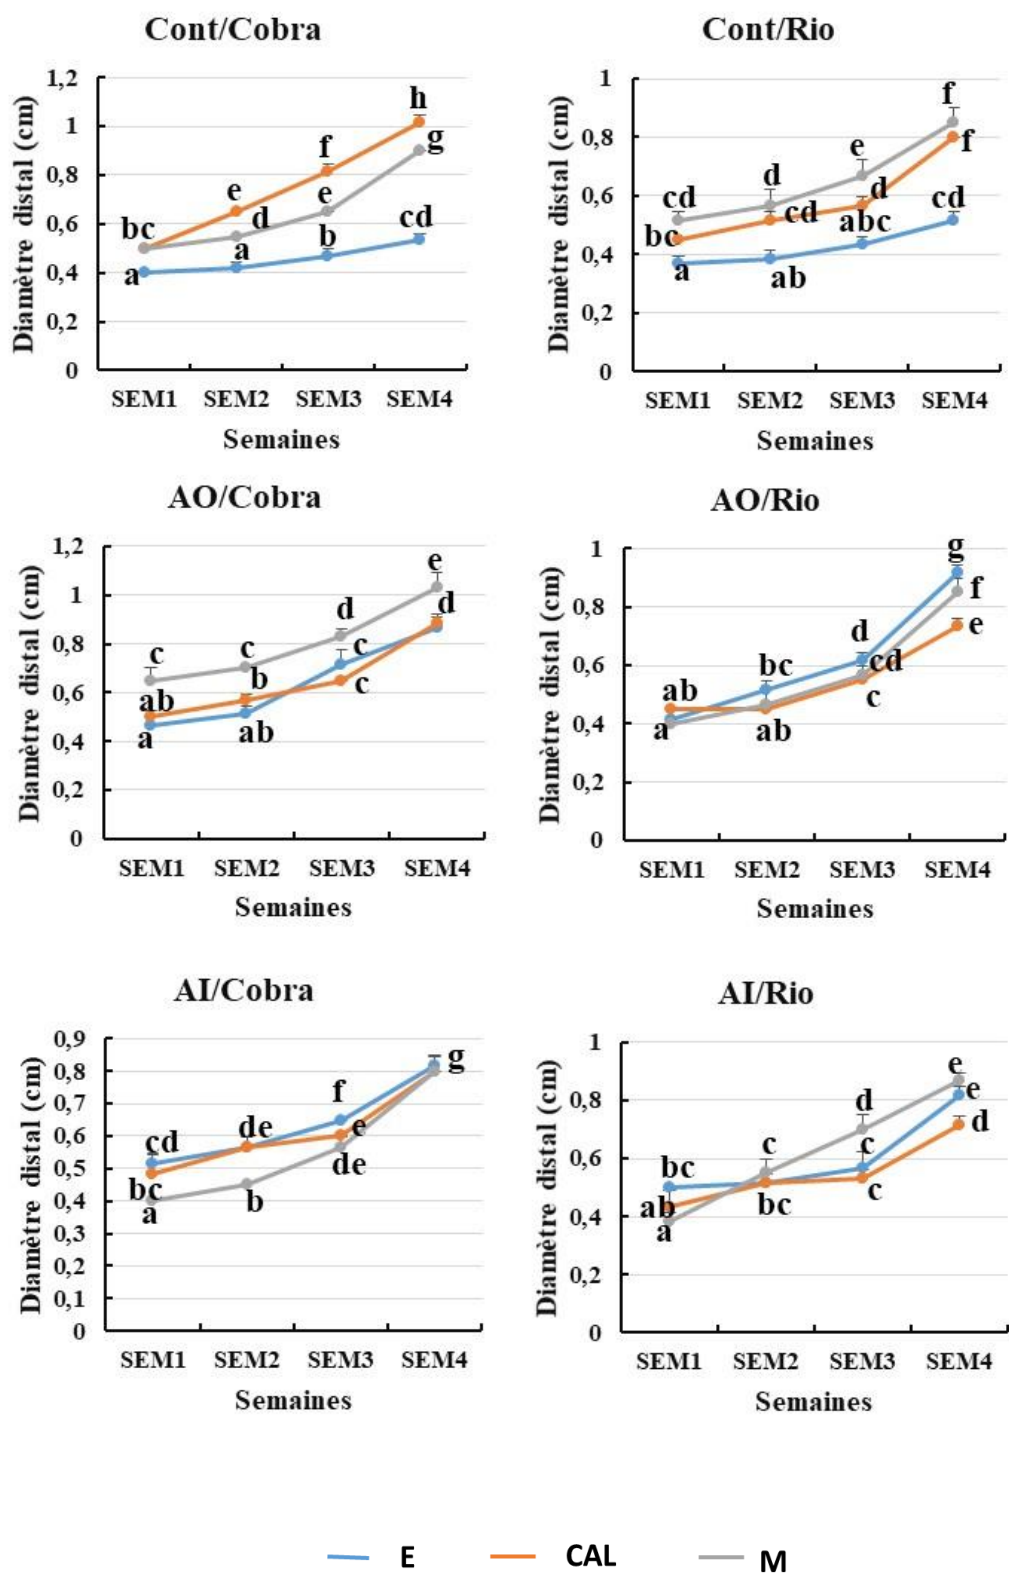 Cont/Cobra
Diamètre distal (cm)
1,2
1
0,8
0,6
0,4
0,2
0
h
g
f
e
e
d
cd
b
bc
a
a
SEM1 SEM2 SEM3 SEM4
Semaines
Cont/Rio
Diamètre distal (cm)
1
0,8
0,6
0,4
0,2
0
f
f
e
d
d
cd
cd
cd
abc
bc
a
ab
SEM1 SEM2 SEM3 SEM4
Semaines
AO/Cobra
Diamètre distal (cm)
1,2
1
0,8
0,6
0,4
0,2
0
e
d
d
c
c
c
b
c
ab
a
ab
SEM1 SEM2 SEM3 SEM4
Semaines
AO/Rio
Diamètre distal (cm)
1
0,8
0,6
0,4
0,2
0
g
f
e
d
cd
bc
c
ab
a
ab
SEM1 SEM2 SEM3 SEM4
Semaines
AI/Cobra
Diamètre distal (cm)
0,9
0,8
0,7
0,6
0,5
0,4
0,3
0,2
0,1
0
g
f
de
e
cd
de
bc
b
a
SEM1 SEM2 SEM3 SEM4
Semaines
AI/Rio
Diamètre distal (cm)
1
0,8
0,6
0,4
0,2
0
e
e
d
d
c
c
bc
c
ab
bc
a
SEM1 SEM2 SEM3 SEM4
Semaines
E CAL M